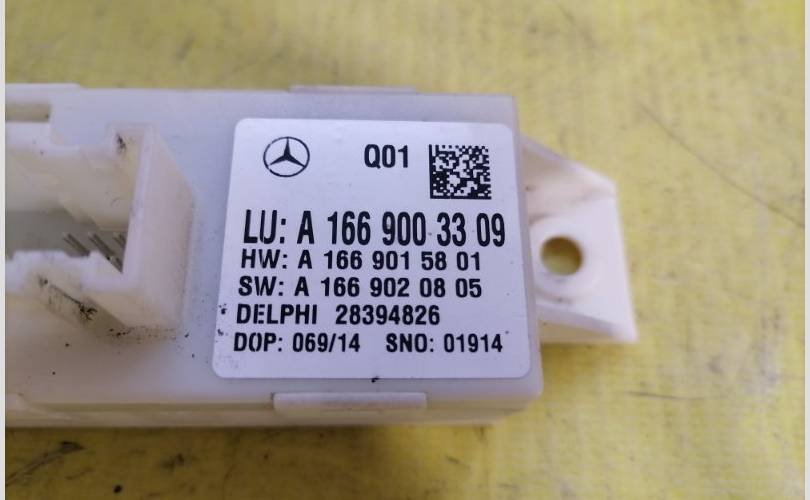 Q01
LU: A 166 900 33 09
HW: A 166 901 58 01
SW: A 166 902 08 05
DELPHI 28394826
DOP: 069/14 SNO: 01914